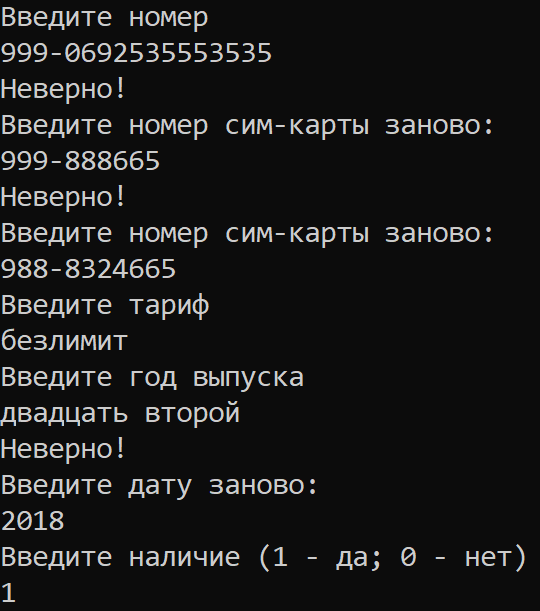 Введите номер
999-0692535553535
Неверно!
Введите номер сим-карты заново:
999-888665
Неверно!
Введите номер сим-карты заново:
988-8324665
Введите тариф
безлимит
Введите год выпуска
двадцать второй
Неверно!
Введите дату заново:
2018
Введите наличие (1 - да; 0 - нет)
1